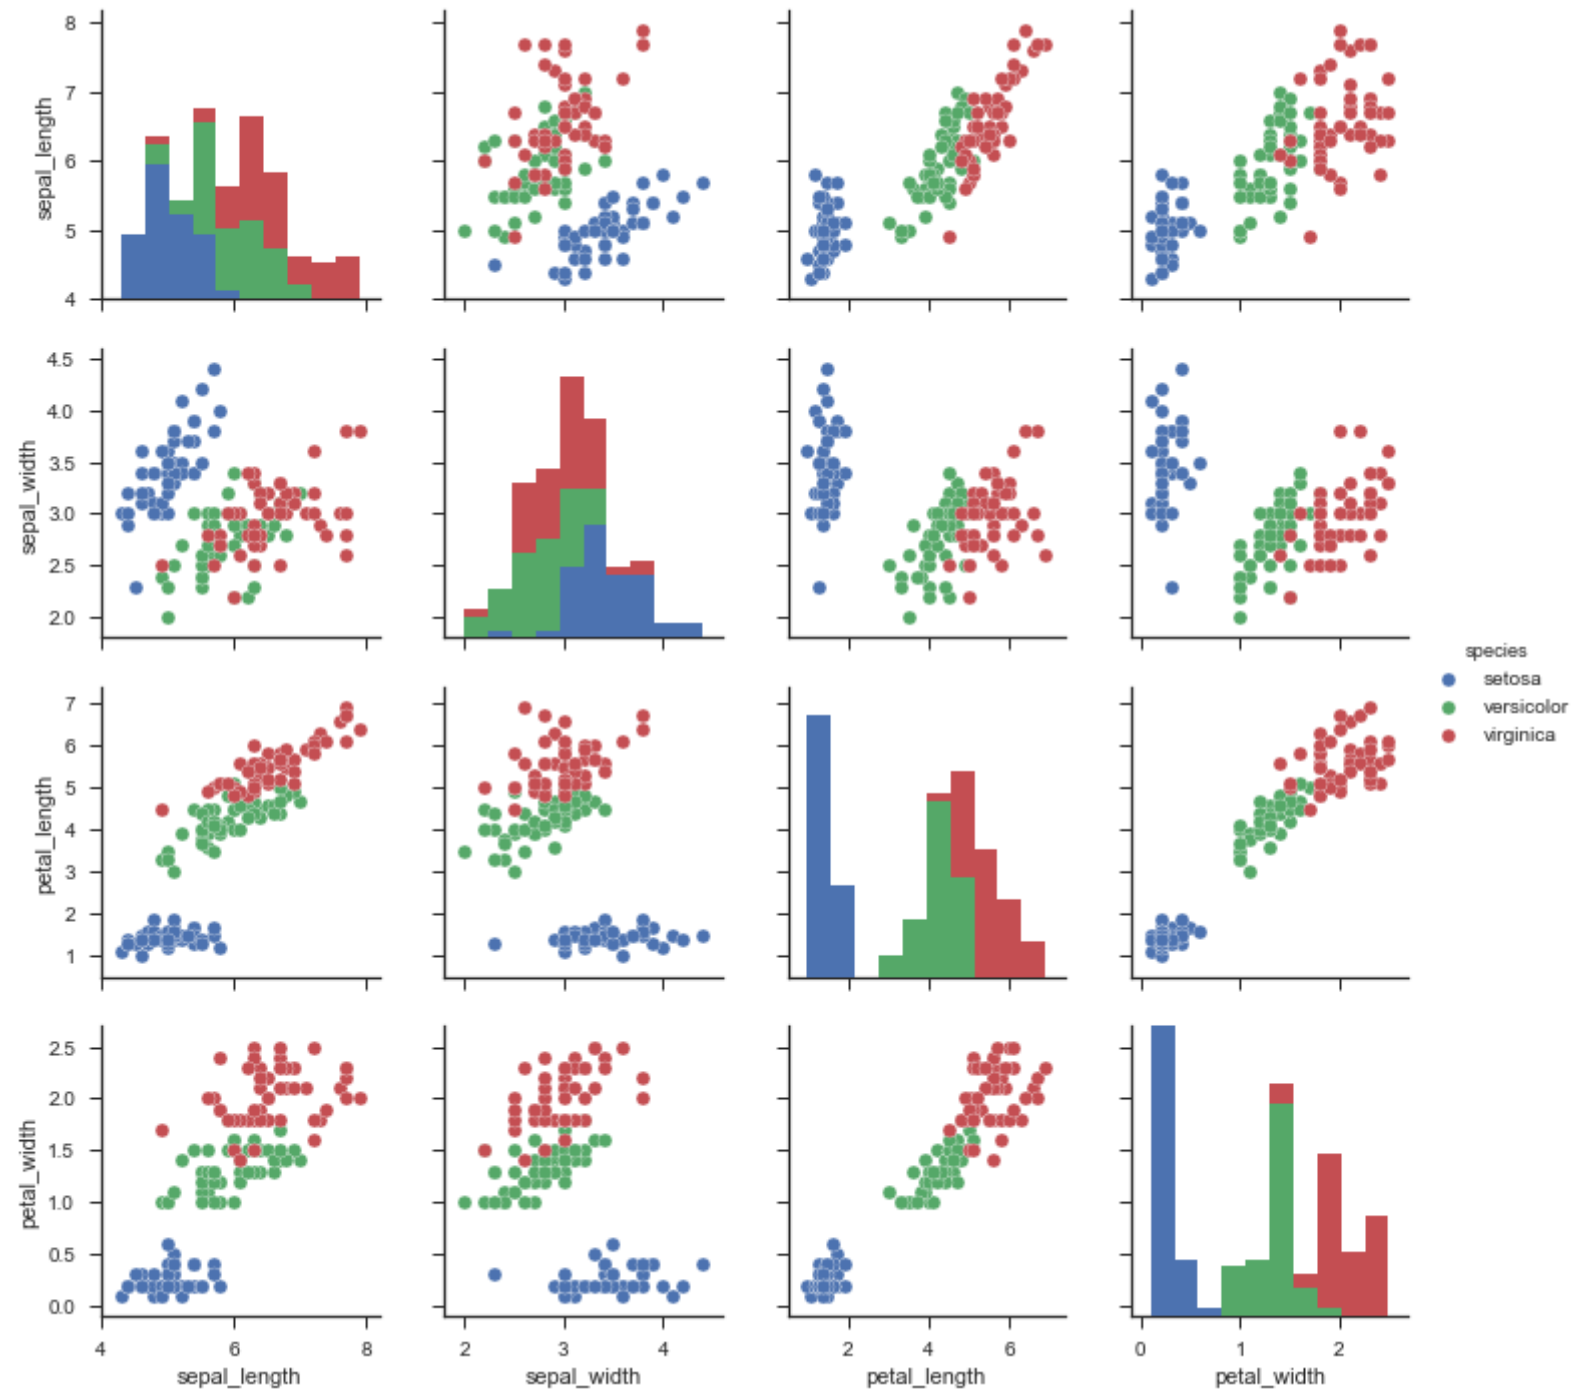 8
7
6
5
4
sepal_length
4.5
4.0
3.5
3.0
2.5
2.0
sepal_width
7
6
5
4
3
2
1
petal_length
2.5
2.0
1.5
1.0
0.5
0.0
petal_width
4 6 8
sepal_length
2 3 4
sepal_width
2 4 6
petal_length
0 1 2
petal_width
species
setosa
versicolor
virginica